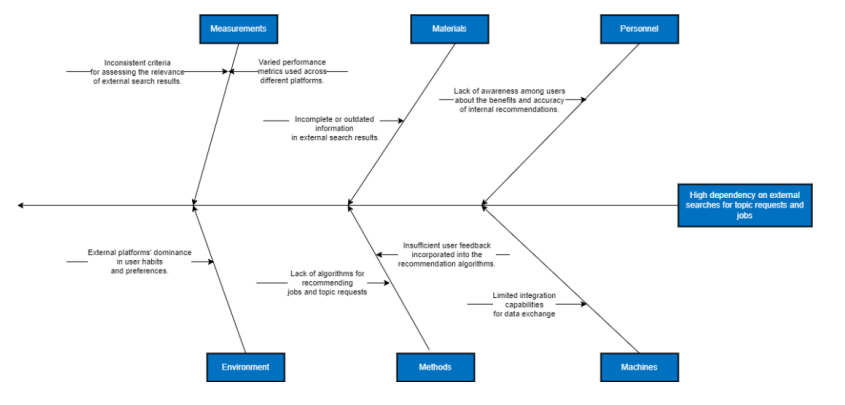 Measurements
Materials
Personnel
Inconsistent criteria
for assessing the relevance
of external search results.
Varied performance
metrics used across
different platforms.
Incomplete or outdated
information
in external search results.
Lack of awareness among users
about the benefits and accuracy
of internal recommendations.
High dependency on external
searches for topic requests and
jobs
External platforms' dominance
in user habits
and preferences.
Lack of algorithms for
recommending
jobs and topic requests
Insufficient user feedback
incorporated into the
recommendation algorithms.
Limited integration
capabilities
for data exchange
Environment
Methods
Machines